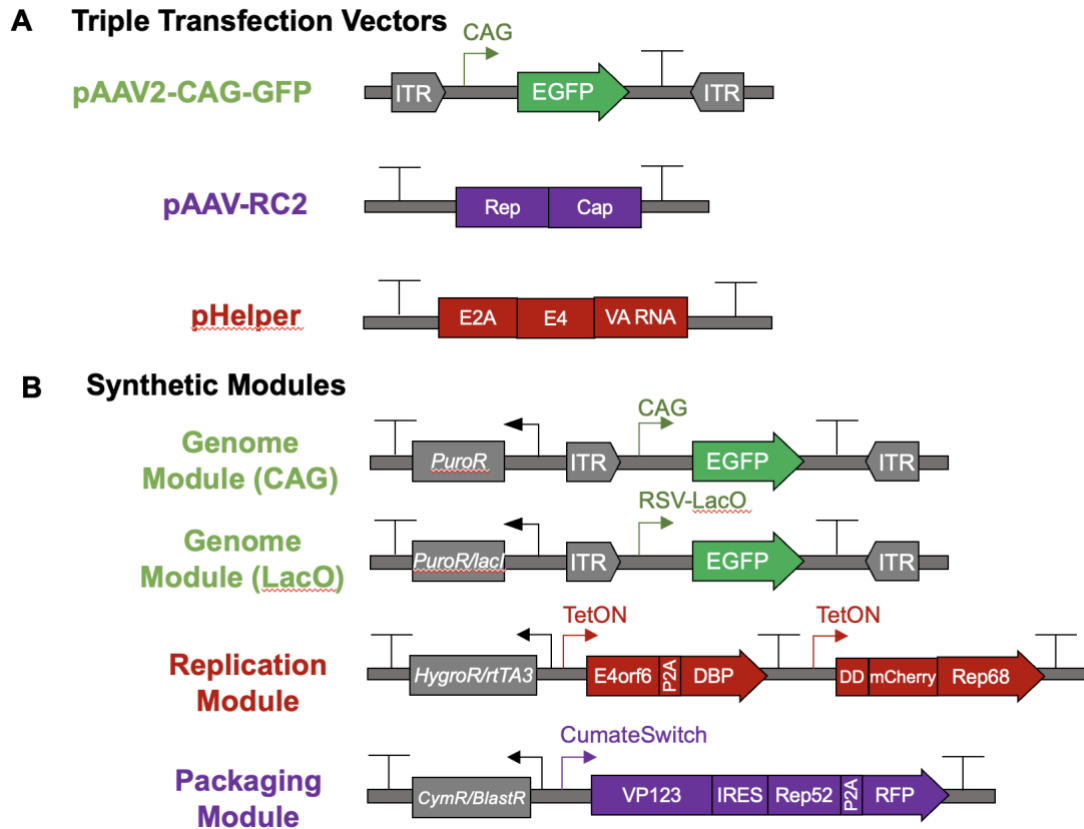 A Triple Transfection Vectors
CAG
pAAV2-CAG-GFP
ITR EGFP ITR
pAAV-RC2
Rep Cap
pHelper
E2A E4 VA RNA
B Synthetic Modules
CAG
Genome
Module (CAG)
PuroR ITR EGFP ITR
RSV-LacO
Genome
Module (LacO)
PuroR/lacI ITR EGFP ITR
TetON TetON
Replication
Module
HygroR/rtTA3 E4orf6 P2A DBP DD mCherry Rep68
CumateSwitch
Packaging
Module
CymR/BlastR VP123 IRES Rep52 P2A RFP